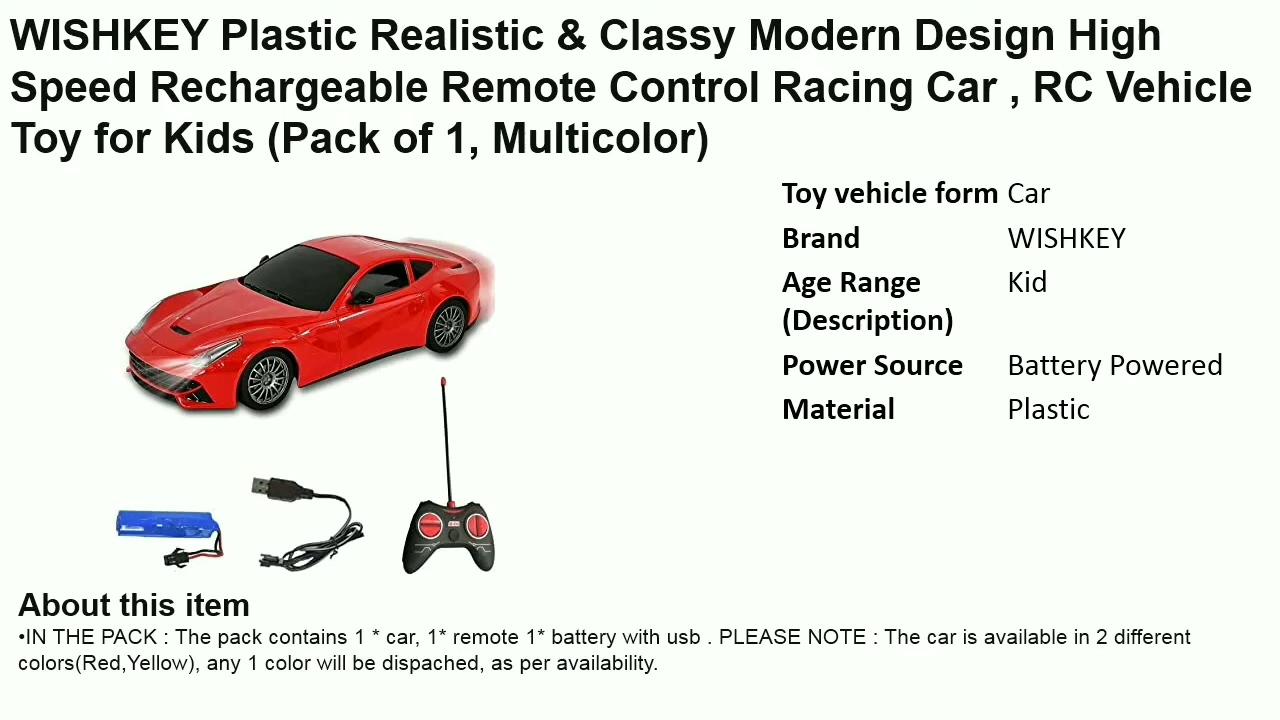 WISHKEY Plastic Realistic & Classy Modern Design High
Speed Rechargeable Remote Control Racing Car , RC Vehicle
Toy for Kids (Pack of 1, Multicolor)
Toy vehicle form Car
Brand WISHKEY
Age Range Kid
(Description)
Power Source Battery Powered
Material Plastic
About this item
•IN THE PACK : The pack contains 1 * car, 1* remote 1* battery with usb . PLEASE NOTE : The car is available in 2 different
colors(Red,Yellow), any 1 color will be dispached, as per availability.